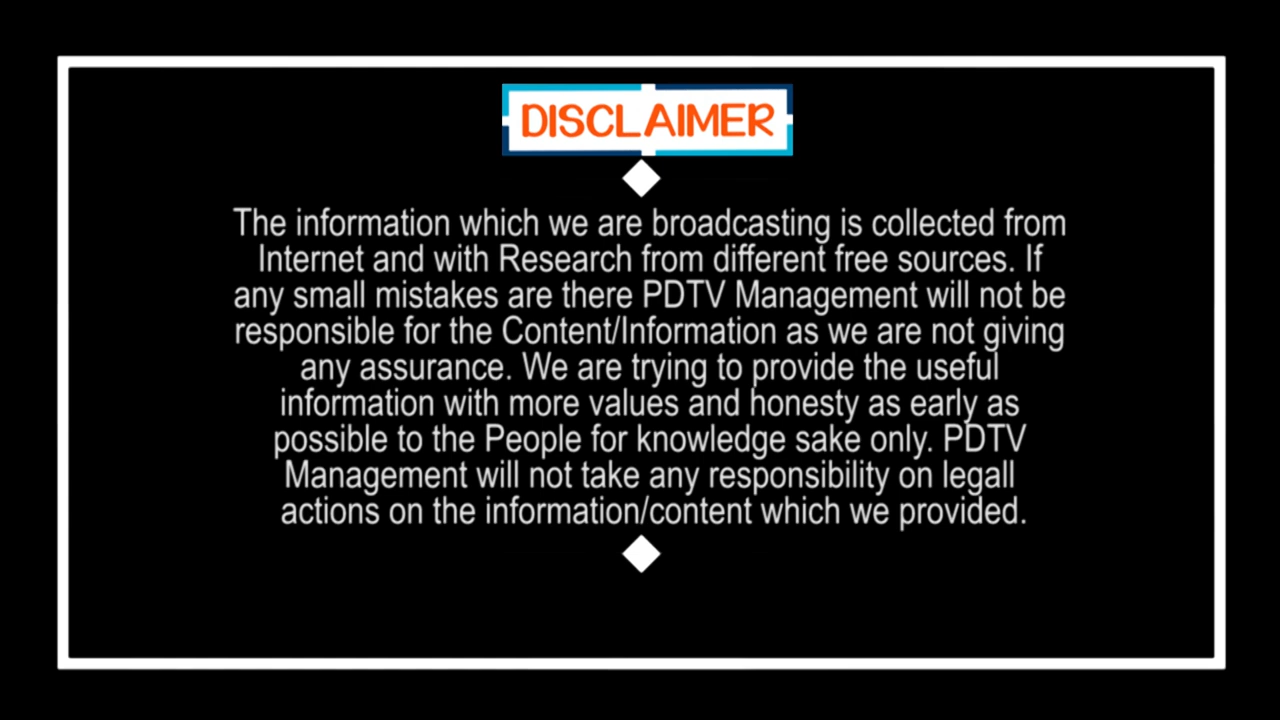 DISCLAIMER
The information which we are broadcasting is collected from
Internet and with Research from different free sources. If
any small mistakes are there PDTV Management will not be
responsible for the Content/Information as we are not giving
any assurance. We are trying to provide the useful
information with more values and honesty as early as
possible to the People for knowledge sake only. PDTV
Management will not take any responsibility on legall
actions on the information/content which we provided.